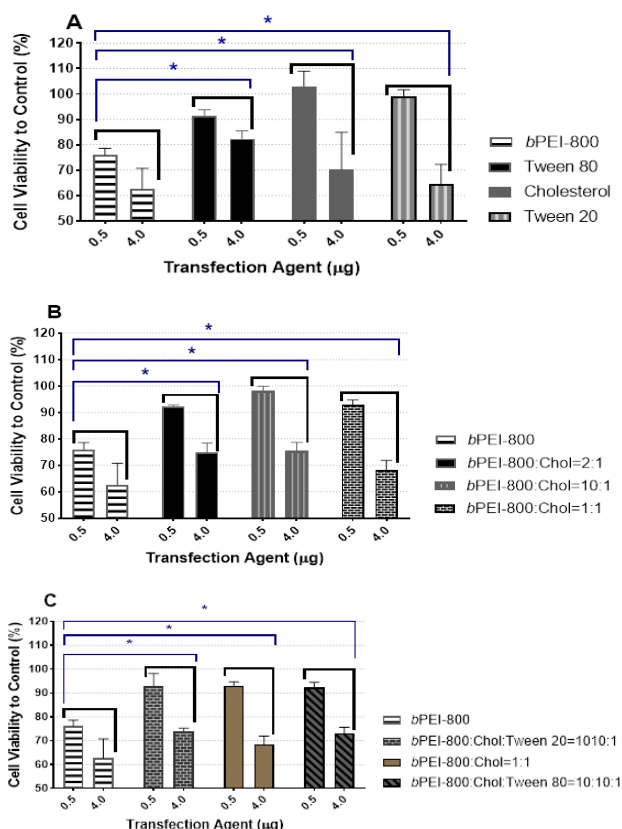 A
Cell Viability to Control (%)
120
110
100
90
80
70
60
50
*
*
*
0.5
4.0
0.5
4.0
0.5
4.0
0.5
4.0
Transfection Agent (µg)
bPEI-800
Tween 80
Cholesterol
Tween 20
B
Cell Viability to Control (%)
120
110
100
90
80
70
60
50
*
*
*
0.5
4.0
0.5
4.0
0.5
4.0
0.5
4.0
Transfection Agent (µg)
bPEI-800
bPEI-800:Chol=2:1
bPEI-800:Chol=10:1
bPEI-800:Chol=1:1
C
Cell Viability to Control (%)
120
110
100
90
80
70
60
50
*
*
*
0.5
4.0
0.5
4.0
0.5
4.0
0.5
4.0
Transfection Agent (µg)
bPEI-800
bPEI-800:Chol:Tween 20=1010:1
bPEI-800:Chol=1:1
bPEI-800:Chol:Tween 80=10:10:1